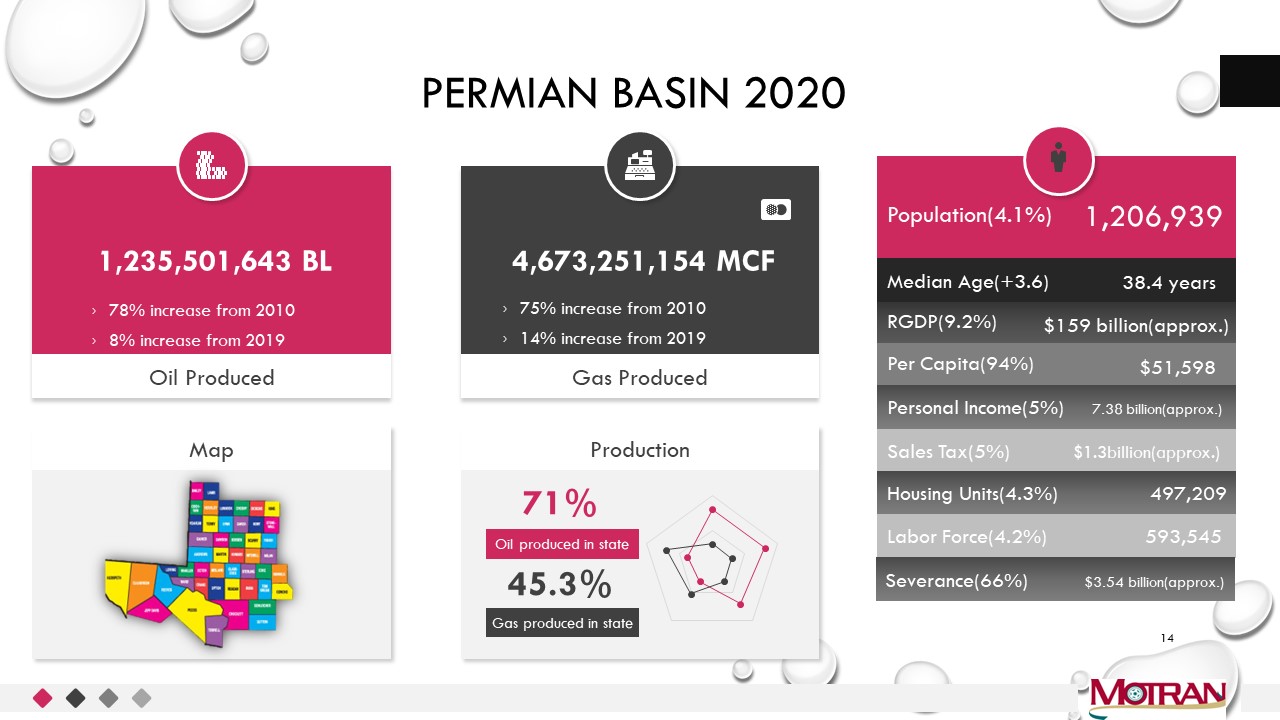 PERMIAN BASIN 2020
1,235,501,643 BL
› 78% increase from 2010
› 8% increase from 2019
Oil Produced
4,673,251,154 MCF
› 75% increase from 2010
› 14% increase from 2019
Gas Produced
Population(4.1%) 1,206,939
Median Age(+3.6) 38.4 years
RGDP(9.2%) $159 billion(approx.)
Per Capita(94%) $51,598
Personal Income(5%) 7.38 billion(approx.)
Sales Tax(5%) $1.3billion(approx.)
Housing Units(4.3%) 497,209
Labor Force(4.2%) 593,545
Severance(66%) $3.54 billion(approx.)
Map
Production
71%
Oil produced in state
45.3%
Gas produced in state
14
MOTRAN